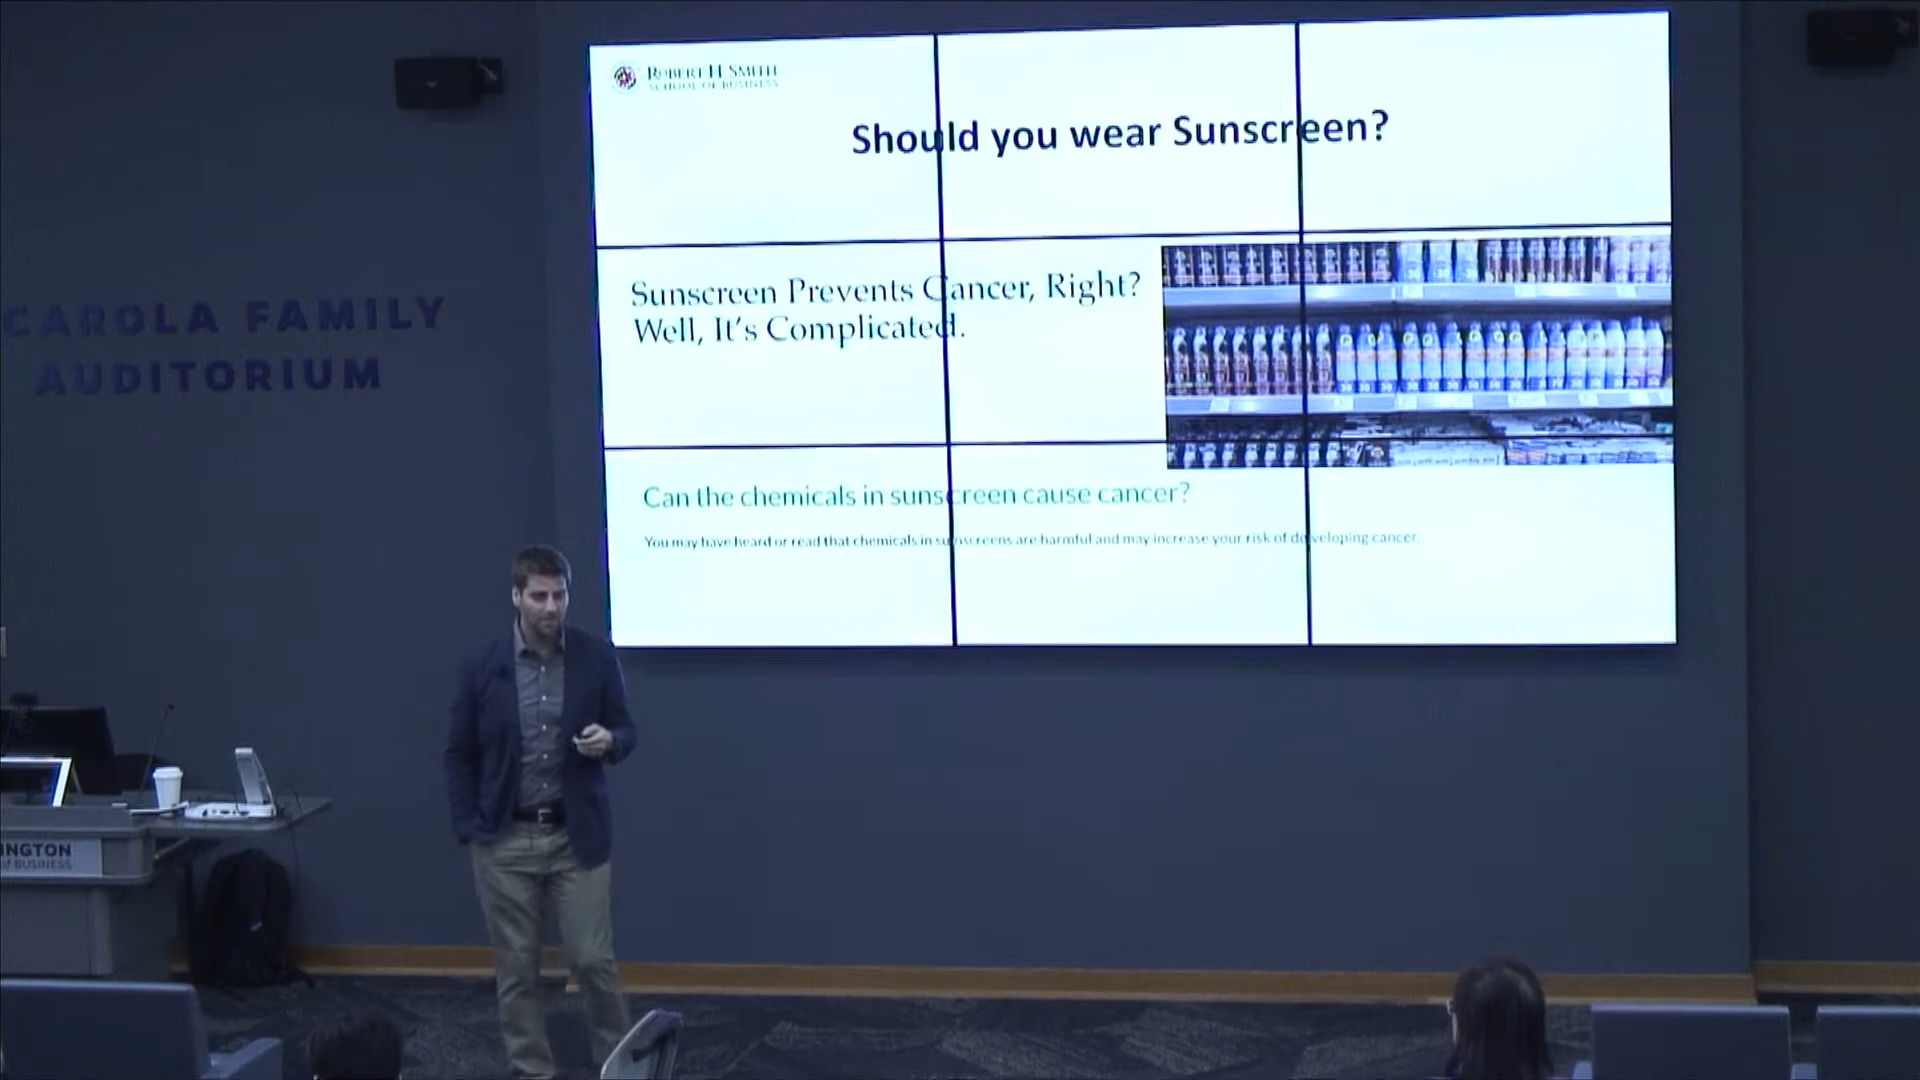 ROBERT H. SMITH
SCHOOL OF BUSINESS
Should you wear Sunscreen?
Sunscreen Prevents Cancer, Right?
Well, It's Complicated.
Can the chemicals in sunscreen cause cancer?
You may have heard or read that chemicals in sunscreens are harmful and may increase your risk of developing cancer.
CAROLA FAMILY
AUDITORIUM
INGTON
of BUSINESS